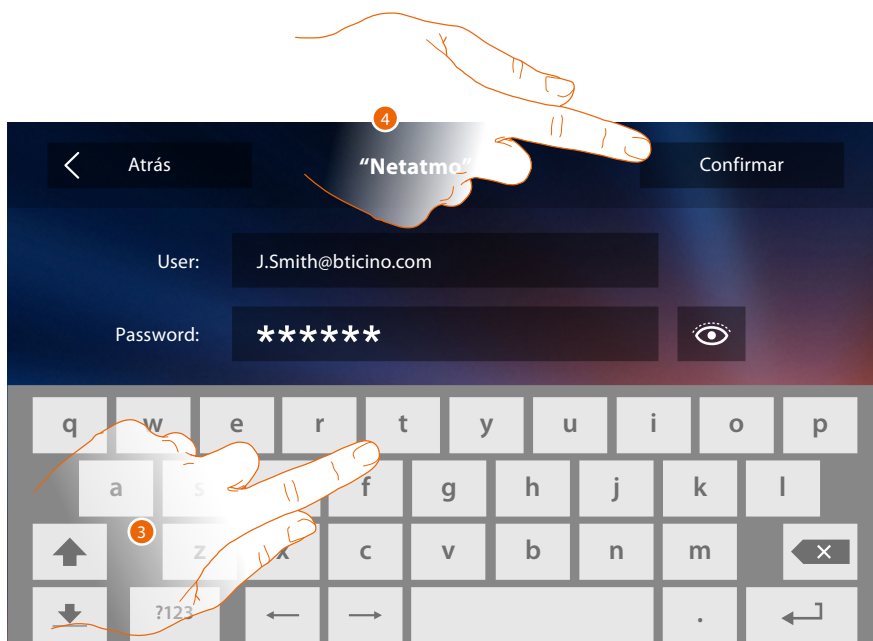 4
Atrás
“Netatmo”
Confirmar
User:
J.Smith@bticino.com
Password:
******
q w e r t y u i o p
a s f g h j k l
3
z x c v b n m
?123 .